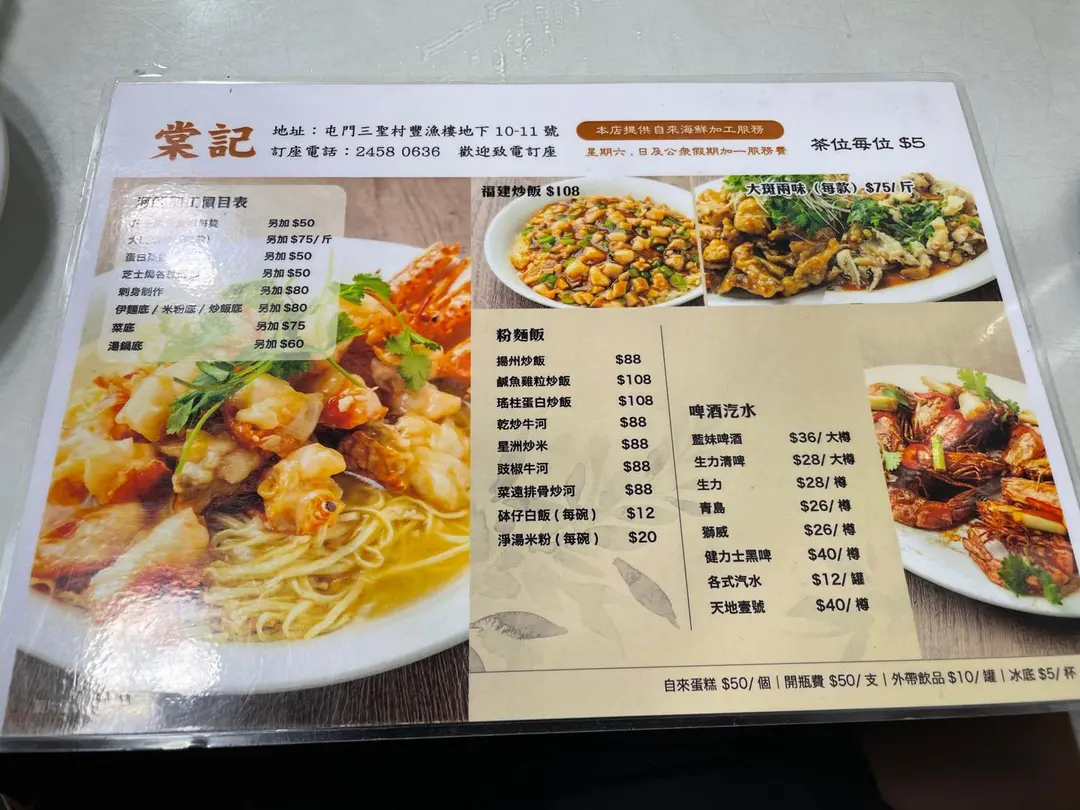 棠記
地址：屯門三聖村豐漁樓地下 10-11 號
訂座電話：2458 0636 歡迎致電訂座
本店提供自來海鮮加工服務
星期六﹐日及公衆假期加一服務費
茶位每位 $5
工價目表
另加 $50
另加 $75/ 斤
蛋白 另加 $50
芝士焗各 另加 $50
刺身制作 另加 $80
伊麵底 / 米粉底 / 炒飯底 另加 $80
菜底 另加 $75
湯鍋底 另加 $60
福建炒飯 $108
大斑兩味（每款）$75/ 斤
粉麵飯
揚州炒飯 $88
鹹魚雞粒炒飯 $108
瑤柱蛋白炒飯 $108
乾炒牛河 $88
星洲炒米 $88
豉椒牛河 $88
菜遠排骨炒河 $88
砵仔白飯 ( 每碗 ) $12
淨湯米粉 ( 每碗 ) $20
啤酒汽水
藍妹啤酒 $36/ 大樽
生力清啤 $28/ 大樽
生力 $28/ 樽
青島 $26/ 樽
獅威 $26/ 樽
健力士黑啤 $40/ 樽
各式汽水 $12/ 罐
天地壹號 $40/ 樽
自來蛋糕 $50/ 個 | 開瓶費 $50/ 支 | 外帶飲品 $10/ 罐 | 冰底 $5/ 杯